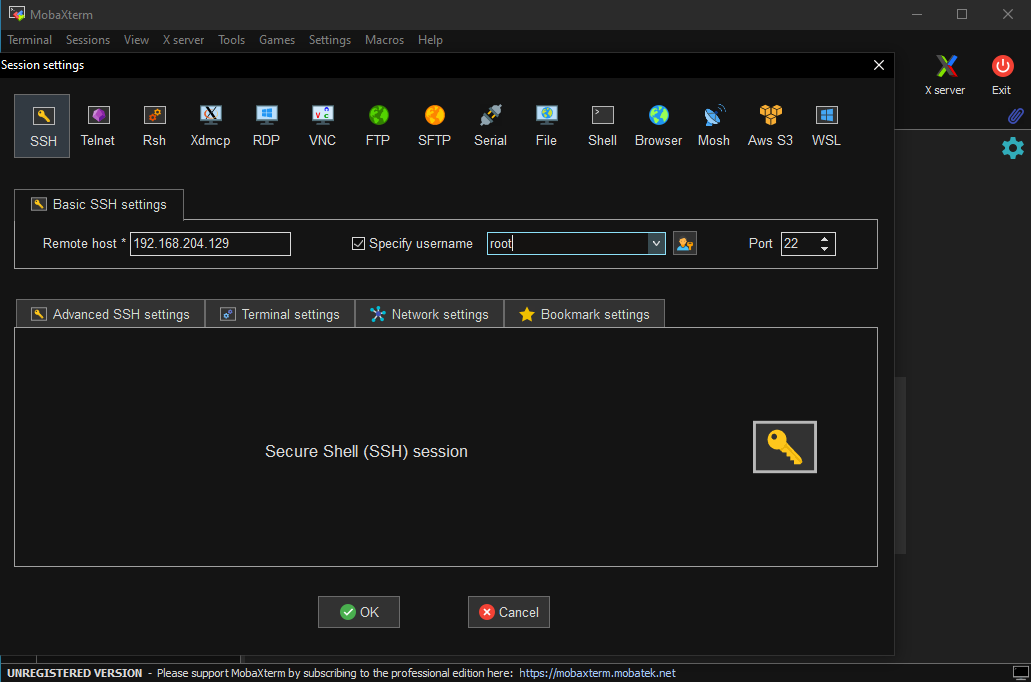 MobaXterm
Terminal Sessions View X server Tools Games Settings Macros Help
Session settings
X server Exit
SSH Telnet Rsh Xdmcp RDP VNC FTP SFTP Serial File Shell Browser Mosh Aws S3 WSL
Basic SSH settings
Remote host * 192.168.204.129 Specify username root Port 22
Advanced SSH settings Terminal settings Network settings Bookmark settings
Secure Shell (SSH) session
OK Cancel
UNREGISTERED VERSION - Please support MobaXterm by subscribing to the professional edition here: https://mobaxterm.mobatek.net